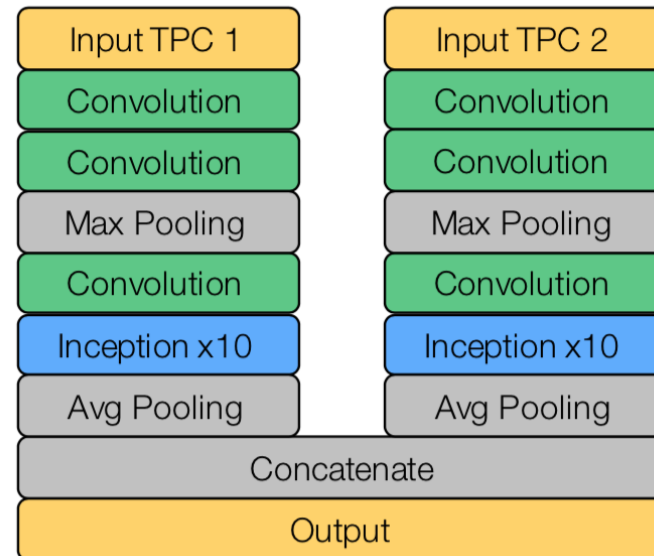 Input TPC 1
Convolution
Convolution
Max Pooling
Convolution
Inception x10
Avg Pooling
Input TPC 2
Convolution
Convolution
Max Pooling
Convolution
Inception x10
Avg Pooling
Concatenate
Output